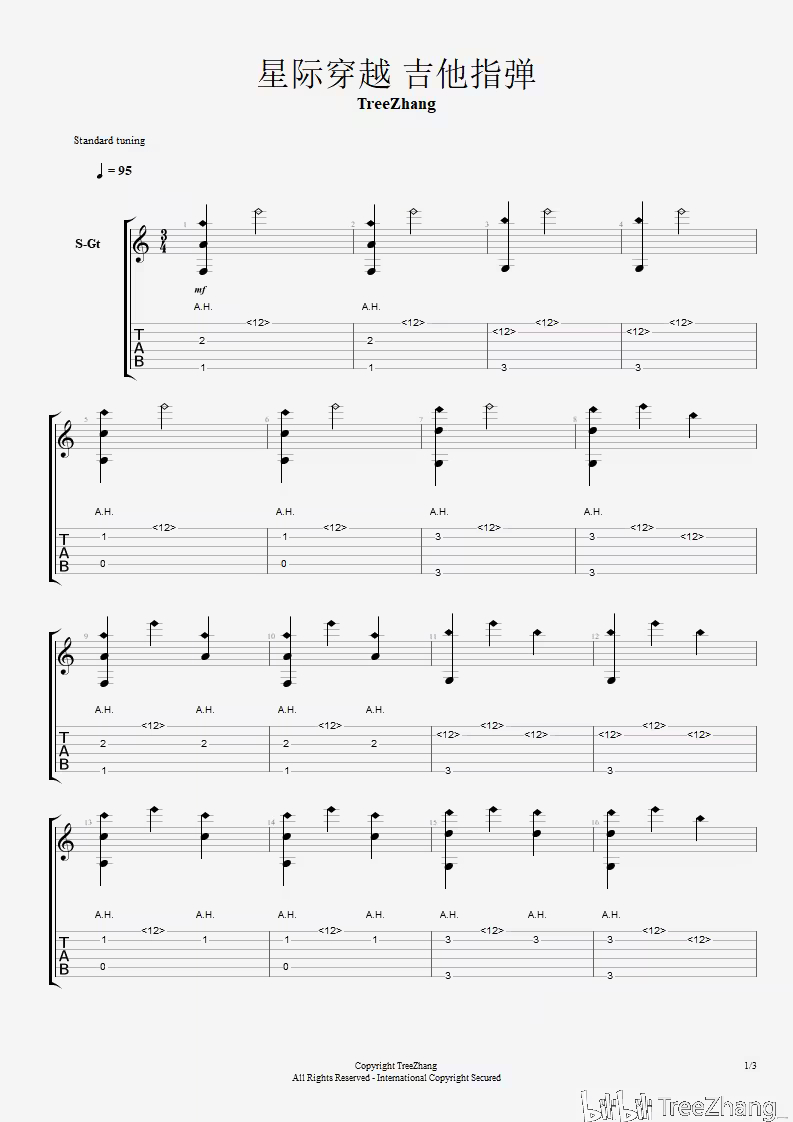 星际穿越 吉他指弹
TreeZhang
Standard tuning
= 95
S-Gt
3
4
1 2 3 4
mf
A.H. A.H.
<12> <12> <12> <12>
<12> <12>
2 2
1 1 3 3
T
A
B
5 6 7 8
A.H. A.H. A.H. A.H.
<12> <12> <12> <12>
1 1 3 3 <12>
0 0
3 3
T
A
B
9 10 11 12
A.H. A.H. A.H. A.H.
<12> <12> <12> <12>
<12> <12> <12> <12>
2 2 2 2
1 1 3 3
T
A
B
13 14 15 16
A.H. A.H. A.H. A.H. A.H. A.H. A.H.
<12> <12> <12> <12>
1 1 1 1 3 3 3 <12>
0 0
3 3
T
A
B
Copyright TreeZhang
All Rights Reserved - International Copyright Secured
1/3
bilibili TreeZhang_